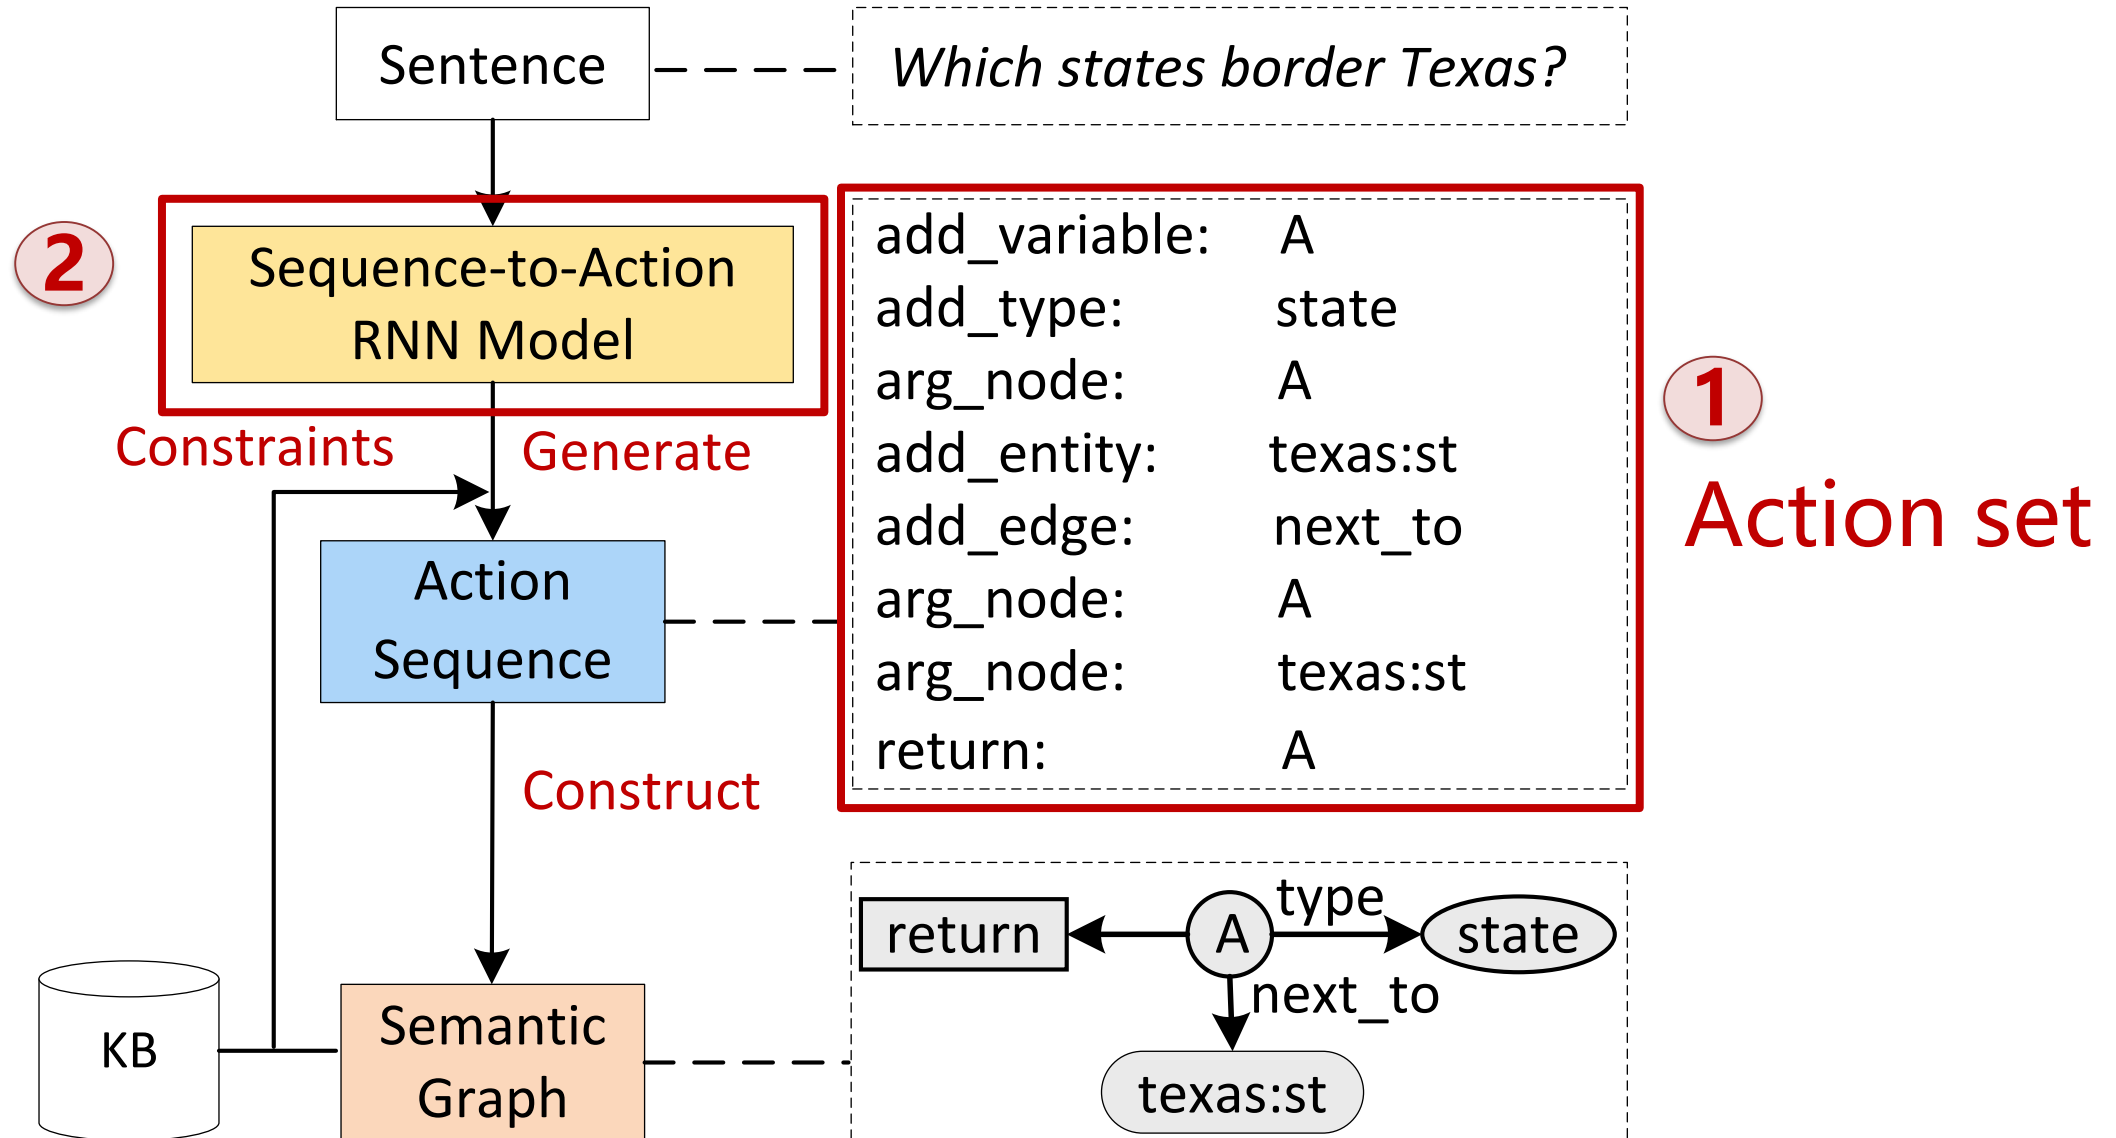 Sentence
Which states border Texas?
2
Sequence-to-Action
RNN Model
Constraints
Generate
Action
Sequence
Construct
KB
Semantic
Graph
add_variable: A
add_type: state
arg_node: A
add_entity: texas:st
add_edge: next_to
arg_node: A
arg_node: texas:st
return: A
1
Action set
return
A
type
state
next_to
texas:st